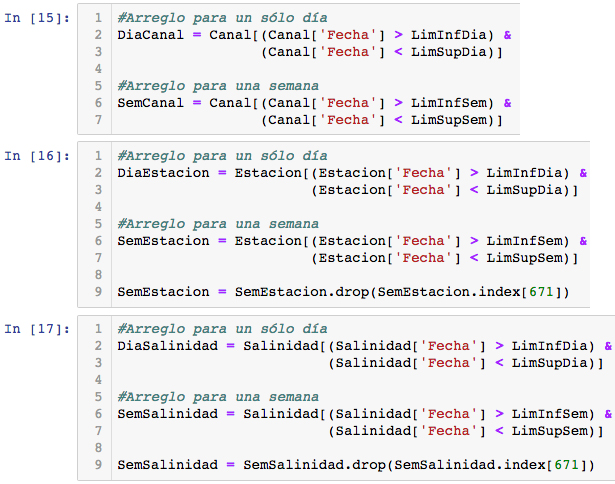 In [15]:
1 #Arreglo para un sólo día
2 DiaCanal = Canal[(Canal['Fecha'] > LimInfDia) &
3                  (Canal['Fecha'] < LimSupDia)]
4
5 #Arreglo para una semana
6 SemCanal = Canal[(Canal['Fecha'] > LimInfSem) &
7                  (Canal['Fecha'] < LimSupSem)]
In [16]:
1 #Arreglo para un sólo día
2 DiaEstacion = Estacion[(Estacion['Fecha'] > LimInfDia) &
3                        (Estacion['Fecha'] < LimSupDia)]
4
5 #Arreglo para una semana
6 SemEstacion = Estacion[(Estacion['Fecha'] > LimInfSem) &
7                        (Estacion['Fecha'] < LimSupSem)]
8
9 SemEstacion = SemEstacion.drop(SemEstacion.index[671])
In [17]:
1 #Arreglo para un sólo día
2 DiaSalinidad = Salinidad[(Salinidad['Fecha'] > LimInfDia) &
3                          (Salinidad['Fecha'] < LimSupDia)]
4
5 #Arreglo para una semana
6 SemSalinidad = Salinidad[(Salinidad['Fecha'] > LimInfSem) &
7                          (Salinidad['Fecha'] < LimSupSem)]
8
9 SemSalinidad = SemSalinidad.drop(SemSalinidad.index[671])